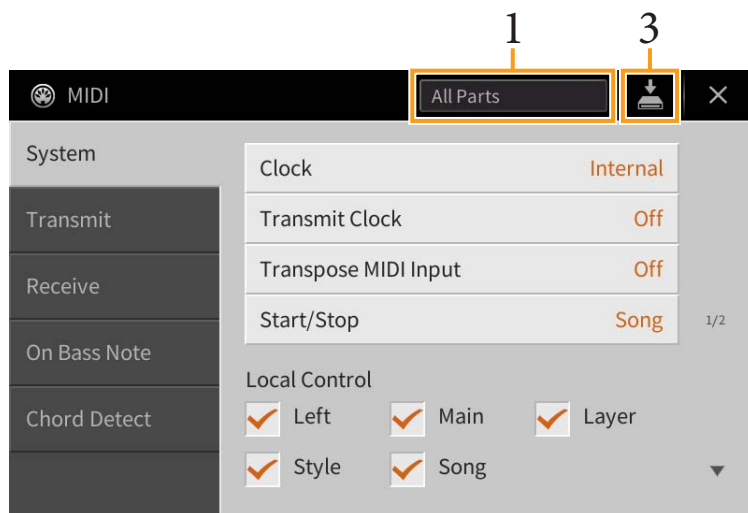 1 3
MIDI All Parts
System
Transmit
Receive
On Bass Note
Chord Detect
Clock Internal
Transmit Clock Off
Transpose MIDI Input Off
Start/Stop Song
1/2
Local Control
Left Main Layer
Style Song